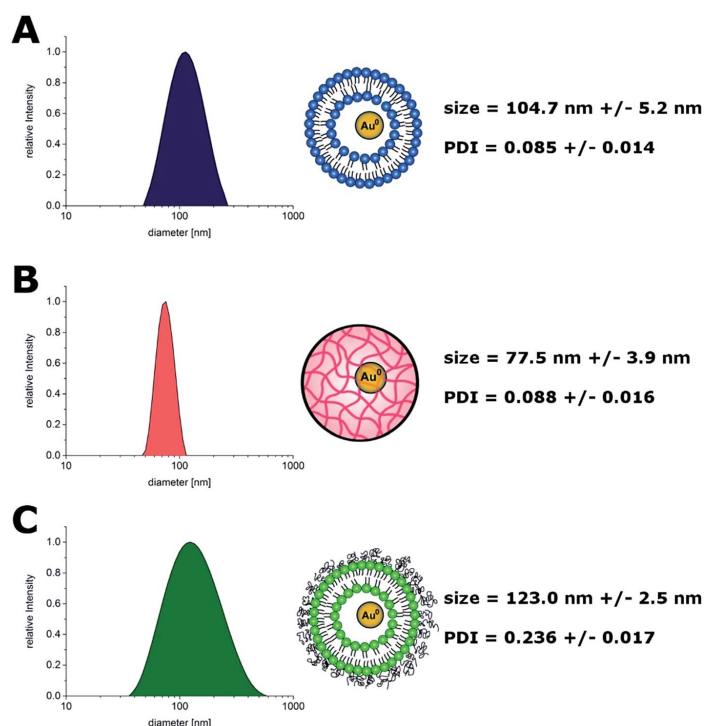 A
relative Intensity
1.0
0.8
0.6
0.4
0.2
0.0
10
100
1000
diameter [nm]
Au0
size = 104.7 nm +/- 5.2 nm
PDI = 0.085 +/- 0.014
B
relative Intensity
1.0
0.8
0.6
0.4
0.2
0.0
10
100
1000
diameter [nm]
Au0
size = 77.5 nm +/- 3.9 nm
PDI = 0.088 +/- 0.016
C
relative Intensity
1.0
0.8
0.6
0.4
0.2
0.0
10
100
1000
diameter [nm]
Au0
size = 123.0 nm +/- 2.5 nm
PDI = 0.236 +/- 0.017